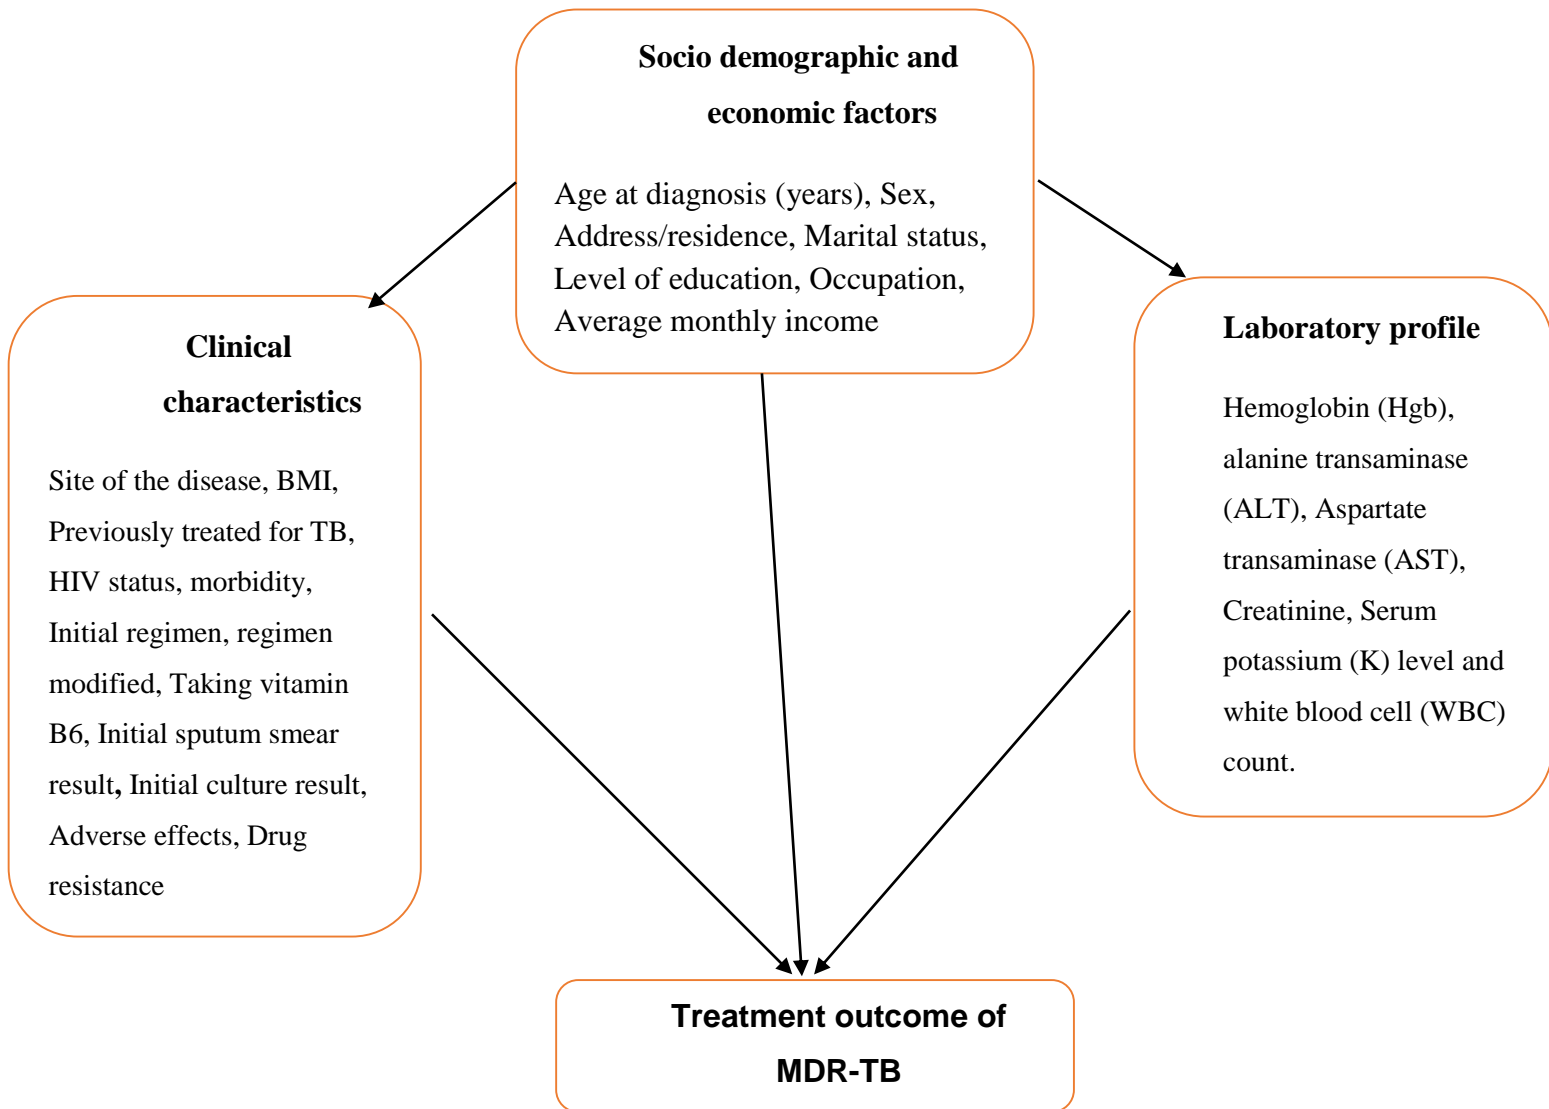 Socio demographic and
economic factors
Age at diagnosis (years), Sex,
Address/residence, Marital status,
Level of education, Occupation,
Average monthly income
Clinical
characteristics
Site of the disease, BMI,
Previously treated for TB,
HIV status, morbidity,
Initial regimen, regimen
modified, Taking vitamin
B6, Initial sputum smear
result, Initial culture result,
Adverse effects, Drug
resistance
Laboratory profile
Hemoglobin (Hgb),
alanine transaminase
(ALT), Aspartate
transaminase (AST),
Creatinine, Serum
potassium (K) level and
white blood cell (WBC)
count.
Treatment outcome of
MDR-TB